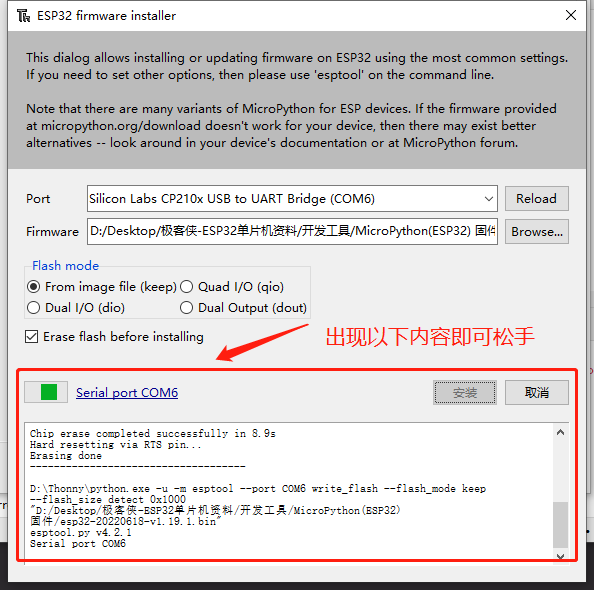 ESP32 firmware installer
This dialog allows installing or updating firmware on ESP32 using the most common settings.
If you need to set other options, then please use 'esptool' on the command line.
Note that there are many variants of MicroPython for ESP devices. If the firmware provided
at micropython.org/download doesn't work for your device, then there may exist better
alternatives -- look around in your device's documentation or at MicroPython forum.
Port Silicon Labs CP210x USB to UART Bridge (COM6) Reload
Firmware D:/Desktop/极客侠-ESP32单片机资料/开发工具/MicroPython(ESP32) 固件 Browse...
Flash mode
From image file (keep) Quad I/O (qio)
Dual I/O (dio) Dual Output (dout)
Erase flash before installing
出现以下内容即可松手
Serial port COM6 安装 取消
Chip erase completed successfully in 8.9s
Hard resetting via RTS pin...
Erasing done
------------------------------------
D:\Thonny\python.exe -u -m esptool --port COM6 write_flash --flash_mode keep
--flash_size detect 0x1000
"D:/Desktop/极客侠-ESP32单片机资料/开发工具/MicroPython(ESP32)
固件/esp32-20220618-v1.19.1.bin"
esptool.py v4.2.1
Serial port COM6